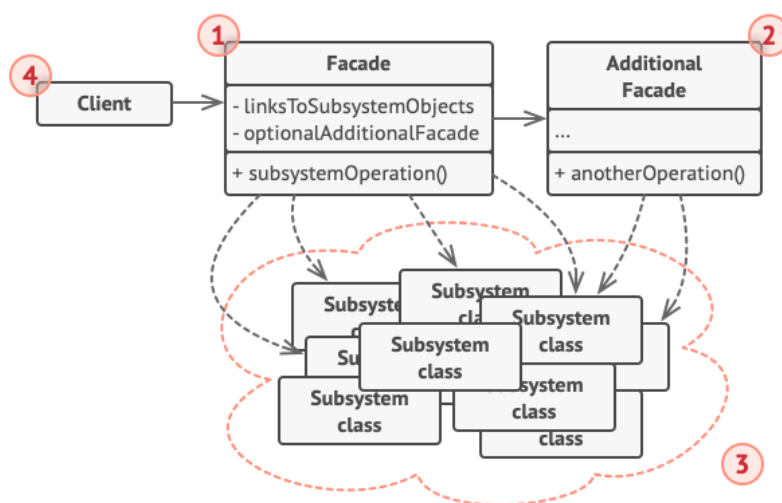 1
2
4
Facade
Additional
Facade
Client
- linksToSubsystemObjects
- optionalAdditionalFacade
...
+ subsystemOperation()
+ anotherOperation()
Subsystem
Subsystem
Subsystem
class
Subsystem
class
Subsystem
class
Subsystem
class
class
3